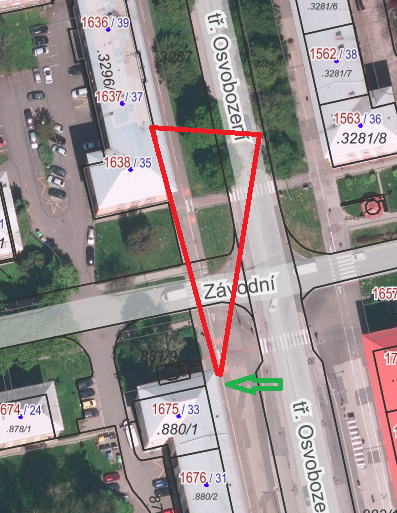 1636 / 39
.3281/6
tř. Osvobození
3267
1562 / 38
.3296/
.3281/7
1637 / 37
1563 / 36
.3281/8
1638 / 35
Závodní
1657
881/9
674 / 24
.878/1
1675 / 33
.880/1
tř. Osvoboze
1676 / 31
.880/2